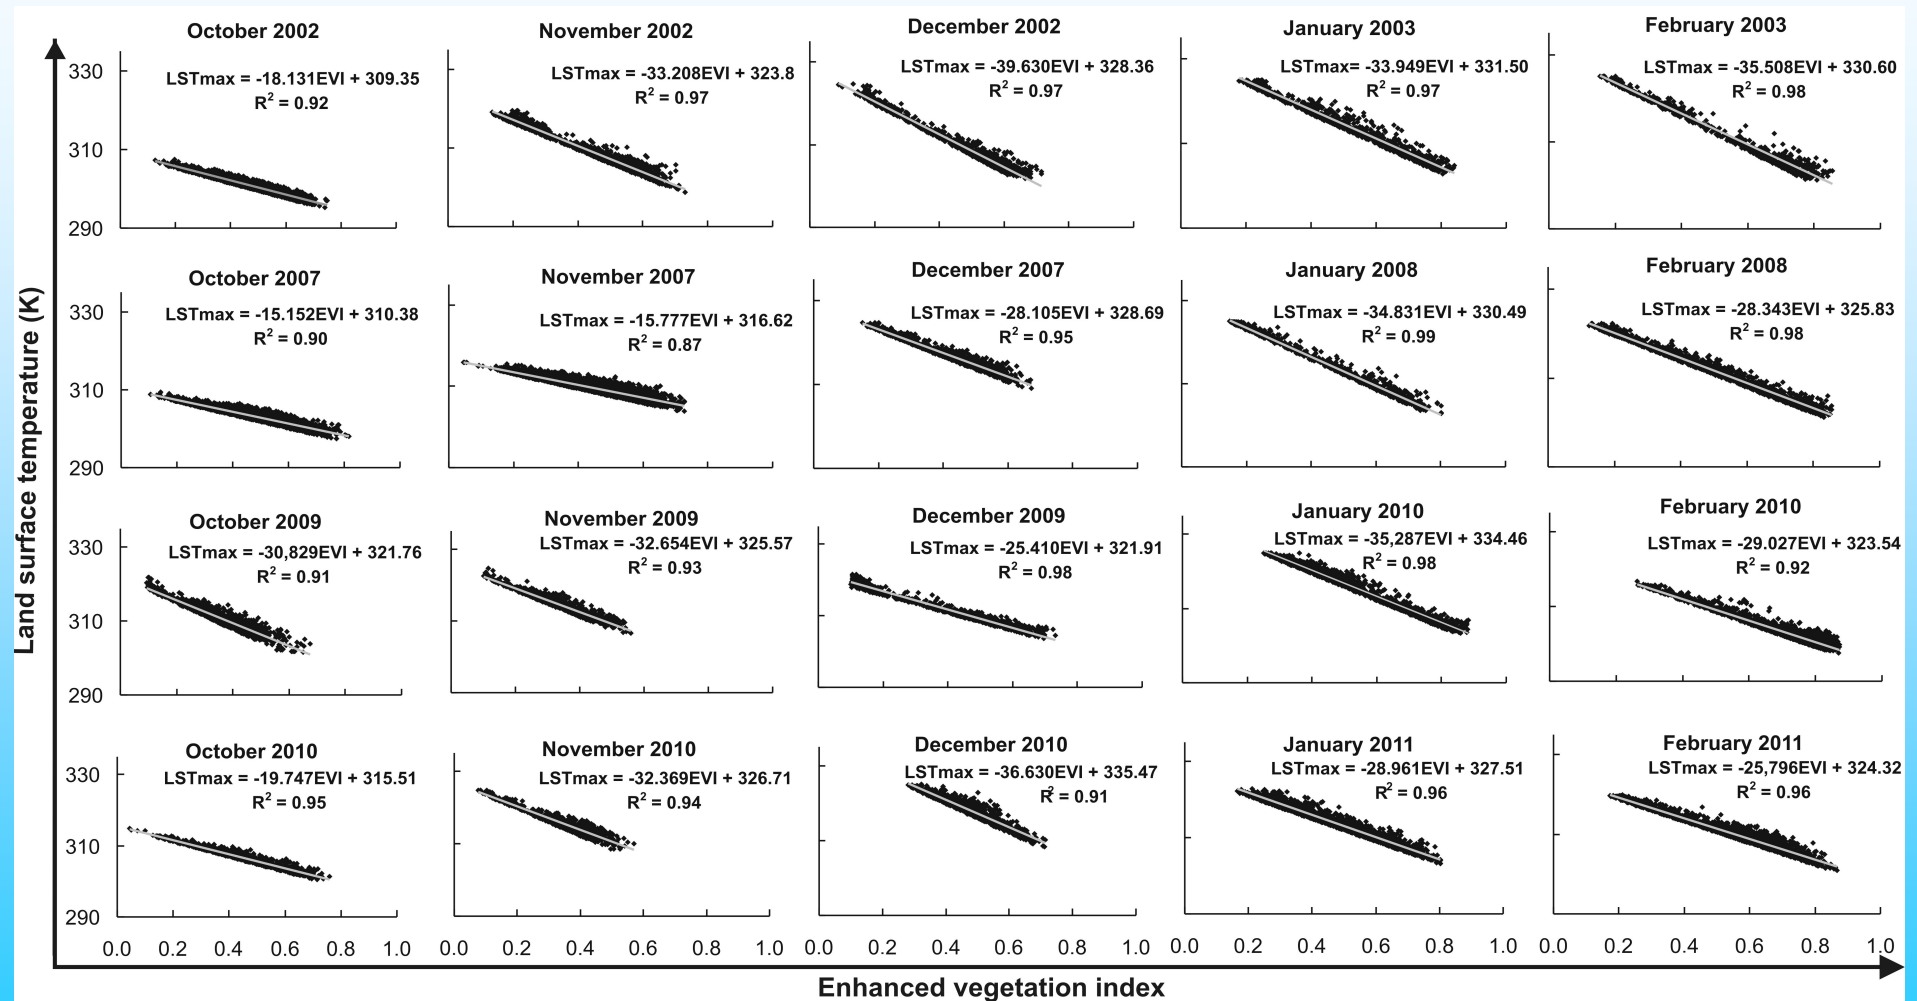 Land surface temperature (K)
October 2002
LSTmax = -18.131EVI + 309.35
R2 = 0.92
330
310
290
November 2002
LSTmax = -33.208EVI + 323.8
R2 = 0.97
December 2002
LSTmax = -39.630EVI + 328.36
R2 = 0.97
January 2003
LSTmax= -33.949EVI + 331.50
R2 = 0.97
February 2003
LSTmax = -35.508EVI + 330.60
R2 = 0.98
October 2007
LSTmax = -15.152EVI + 310.38
R2 = 0.90
330
310
290
November 2007
LSTmax = -15.777EVI + 316.62
R2 = 0.87
December 2007
LSTmax = -28.105EVI + 328.69
R2 = 0.95
January 2008
LSTmax = -34.831EVI + 330.49
R2 = 0.99
February 2008
LSTmax = -28.343EVI + 325.83
R2 = 0.98
October 2009
LSTmax = -30,829EVI + 321.76
R2 = 0.91
330
310
290
November 2009
LSTmax = -32.654EVI + 325.57
R2 = 0.93
December 2009
LSTmax = -25.410EVI + 321.91
R2 = 0.98
January 2010
LSTmax = -35,287EVI + 334.46
R2 = 0.98
February 2010
LSTmax = -29.027EVI + 323.54
R2 = 0.92
October 2010
LSTmax = -19.747EVI + 315.51
R2 = 0.95
330
310
290
November 2010
LSTmax = -32.369EVI + 326.71
R2 = 0.94
December 2010
LSTmax = -36.630EVI + 335.47
R2 = 0.91
January 2011
LSTmax = -28.961EVI + 327.51
R2 = 0.96
February 2011
LSTmax = -25,796EVI + 324.32
R2 = 0.96
0.0 0.2 0.4 0.6 0.8 1.0
0.0 0.2 0.4 0.6 0.8 1.0
0.0 0.2 0.4 0.6 0.8 1.0
0.0 0.2 0.4 0.6 0.8 1.0
0.0 0.2 0.4 0.6 0.8 1.0
Enhanced vegetation index